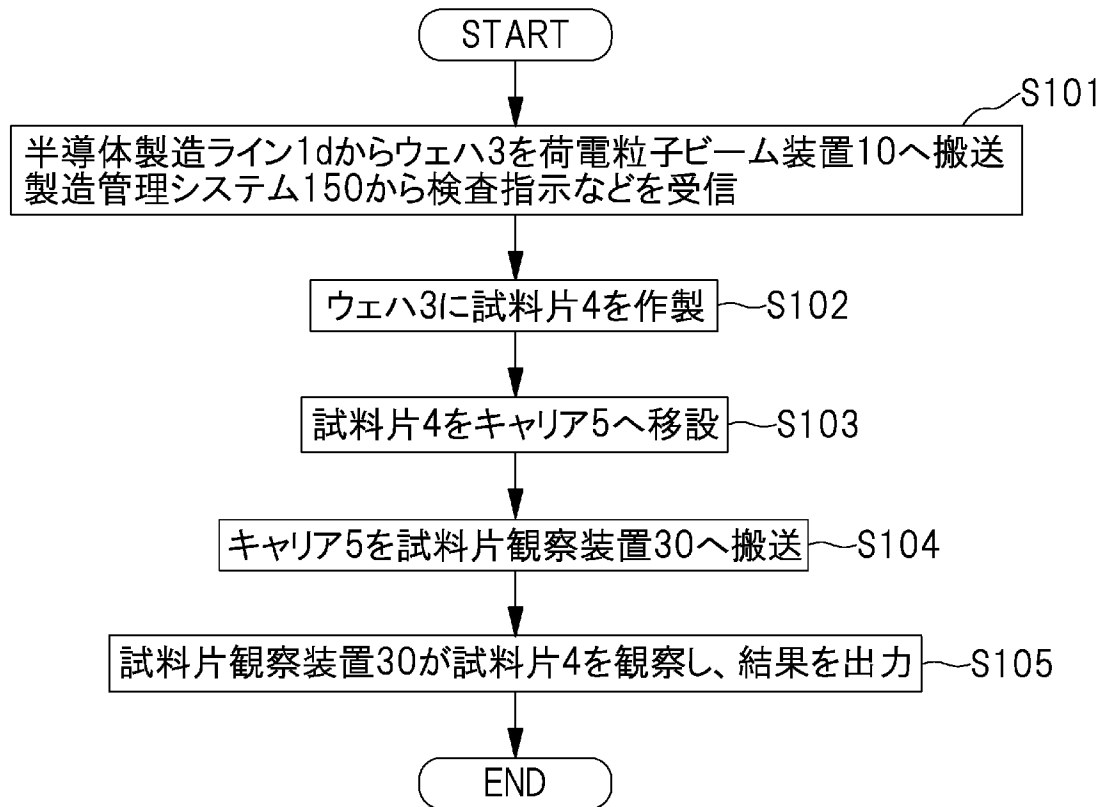 START
S101
半導体製造ライン1dからウェハ3を荷電粒子ビーム装置10へ搬送
製造管理システム150から検査指示などを受信
ウェハ3に試料片4を作製
S102
試料片4をキャリア5へ移設
S103
キャリア5を試料片観察装置30へ搬送
S104
試料片観察装置30が試料片4を観察し、結果を出力
S105
END